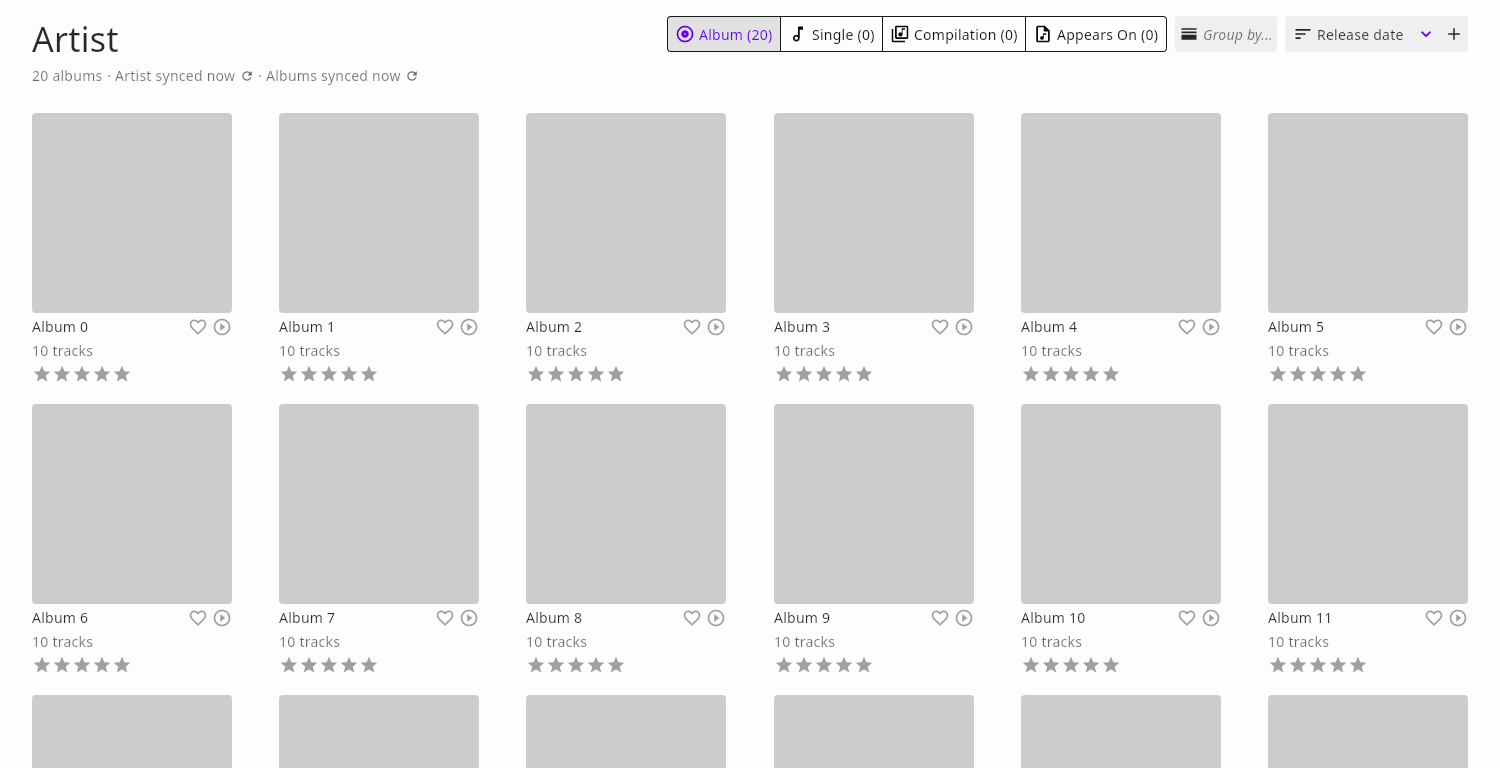 Artist
Album (20) Single (0) Compilation (0) Appears On (0) Group by... Release date
20 albums · Artist synced now · Albums synced now
Album 0 Album 1 Album 2 Album 3 Album 4 Album 5
10 tracks 10 tracks 10 tracks 10 tracks 10 tracks 10 tracks
Album 6 Album 7 Album 8 Album 9 Album 10 Album 11
10 tracks 10 tracks 10 tracks 10 tracks 10 tracks 10 tracks